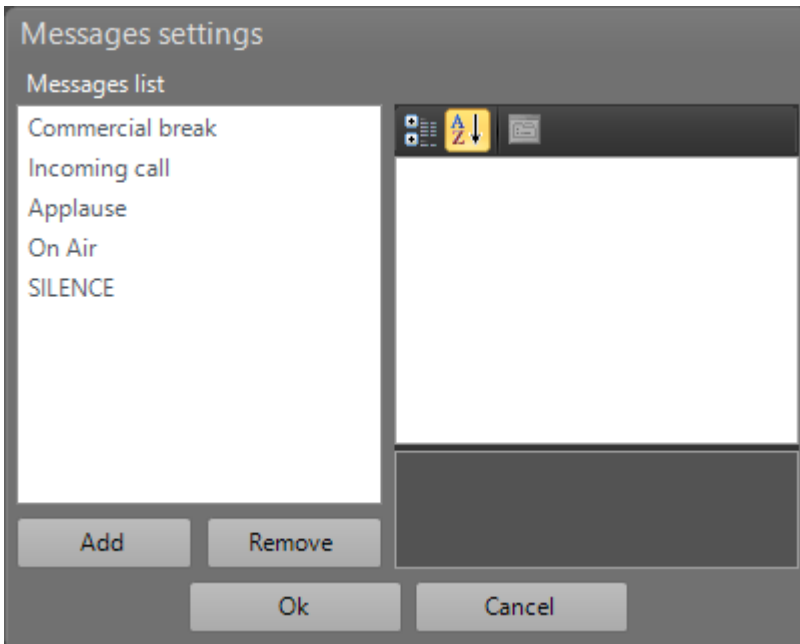 Messages settings
Messages list
Commercial break
Incoming call
Applause
On Air
SILENCE
A
Z
Add
Remove
Ok
Cancel